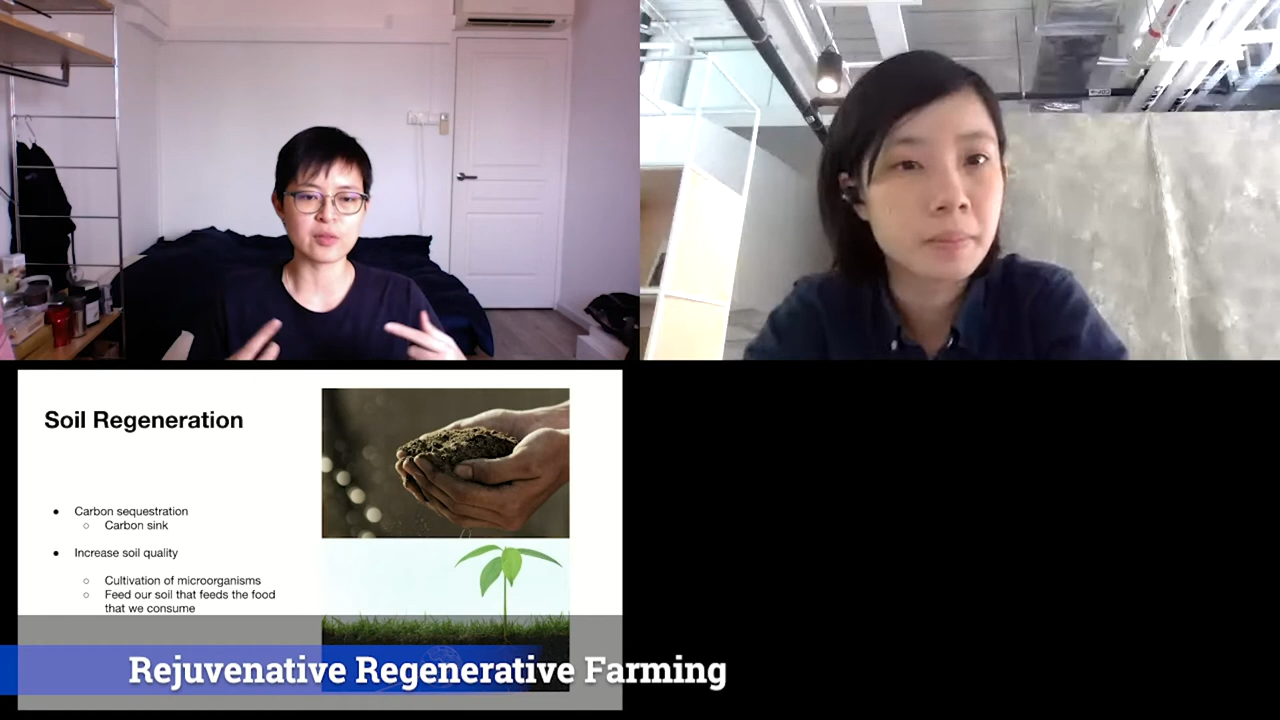 Soil Regeneration
● Carbon sequestration
○ Carbon sink
● Increase soil quality
○ Cultivation of microorganisms
○ Feed our soil that feeds the food
that we consume
Rejuvenative Regenerative Farming